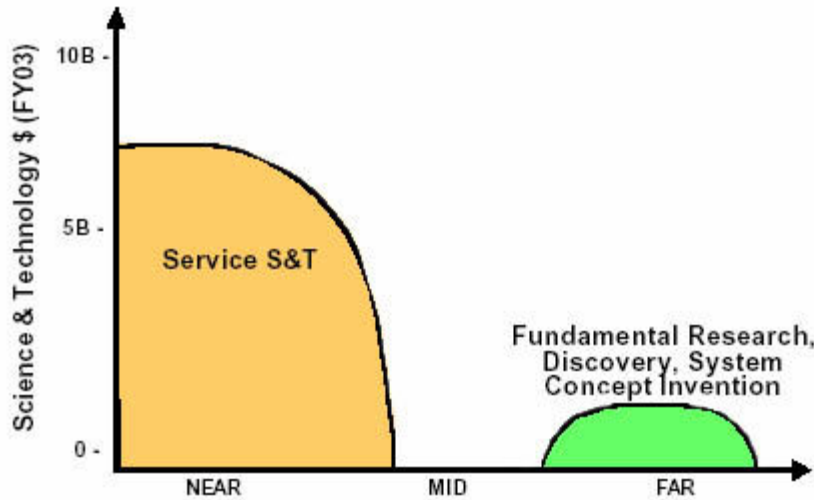 Science & Technology $ (FY03)
10B -
5B -
0 -
Service S&T
Fundamental Research,
Discovery, System
Concept Invention
NEAR
MID
FAR